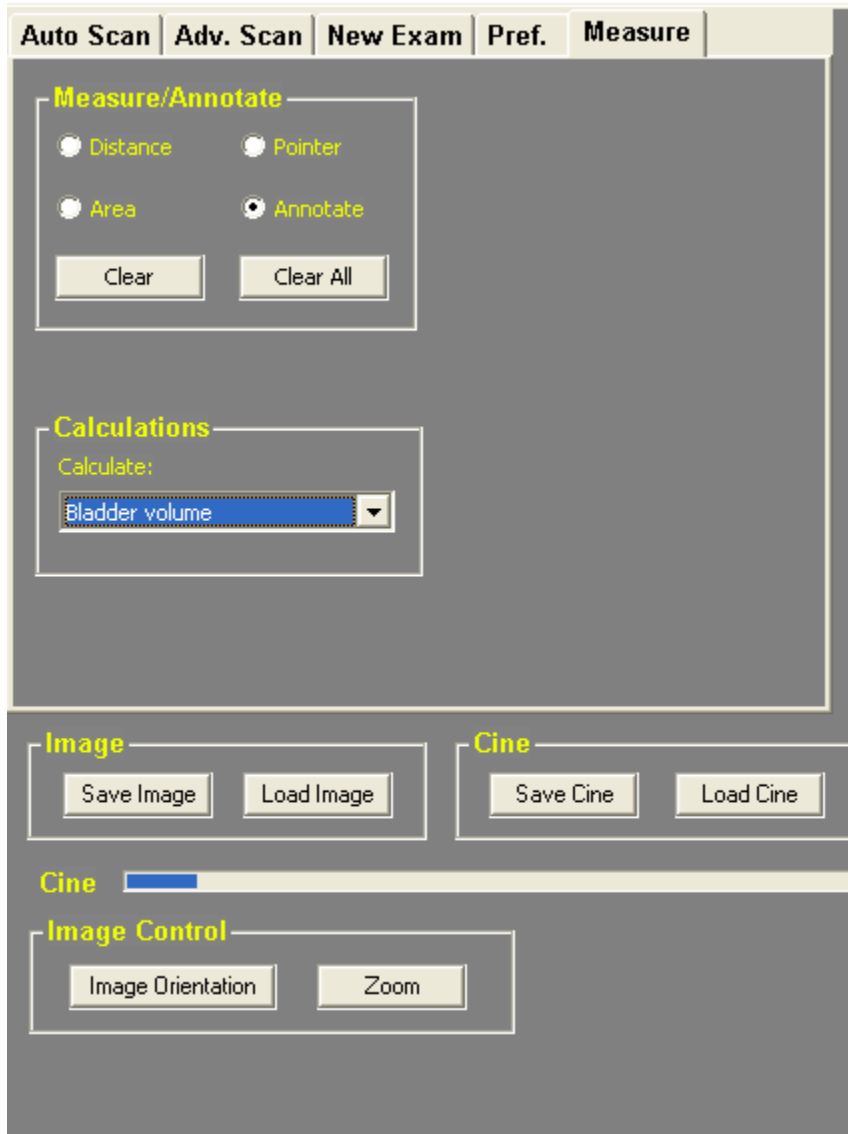 Auto Scan Adv. Scan New Exam Pref. Measure
Measure/Annotate
Distance Pointer
Area Annotate
Clear Clear All
Calculations
Calculate:
Bladder volume
Image Cine
Save Image Load Image Save Cine Load Cine
Cine
Image Control
Image Orientation Zoom